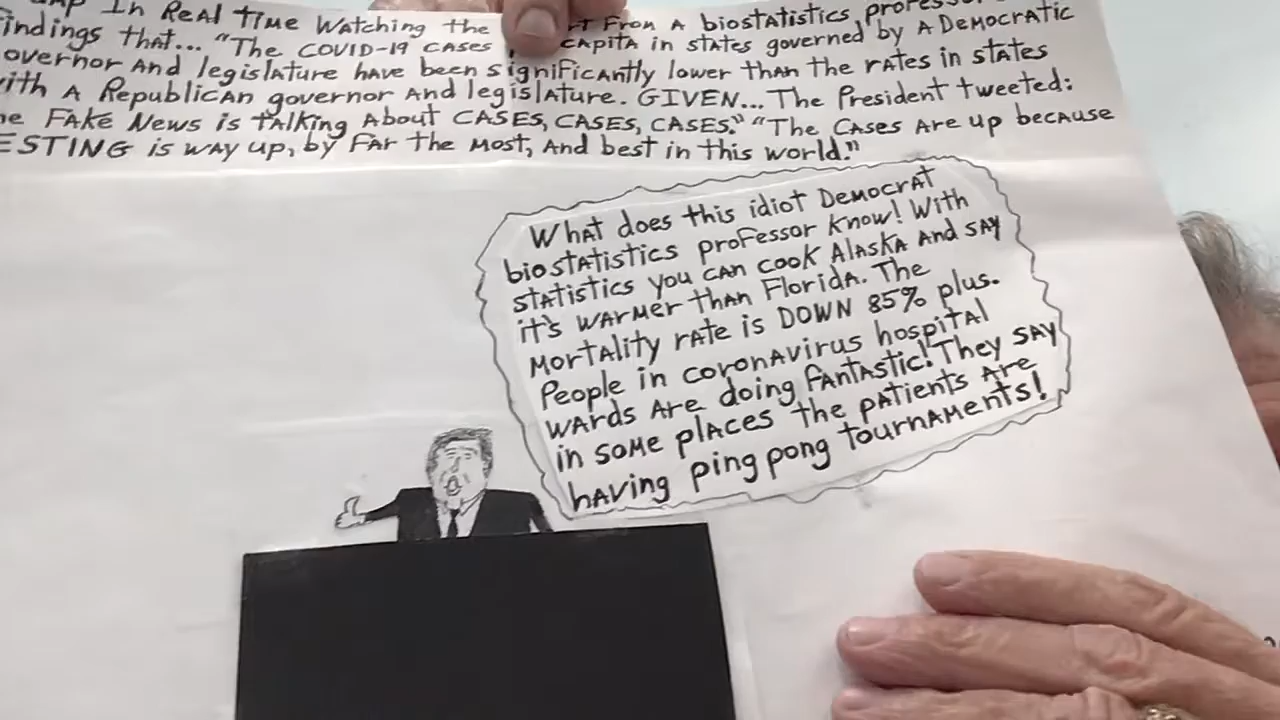 In Real Time Watching the From A biostatistics
indings that... "The COVID-19 CASES CAPITA in states governed by A Democratic
overnor And legislature have been significantly lower than the rates in states
ith A Republican governor And legislature. GIVEN... The President tweeted:
e Fake News is talking About CASES, CASES, CASES." "The Cases Are up because
ESTING is way up, by Far the Most, And best in this world."
What does this idiot Democrat
biostatistics professor know! With
statistics you can cook Alaska And say
it's warmer than Florida. The
Mortality rate is DOWN 85% plus.
People in coronavirus hospital
wards Are doing fantastic! They say
in some places the patients Are
having ping pong tournaments!